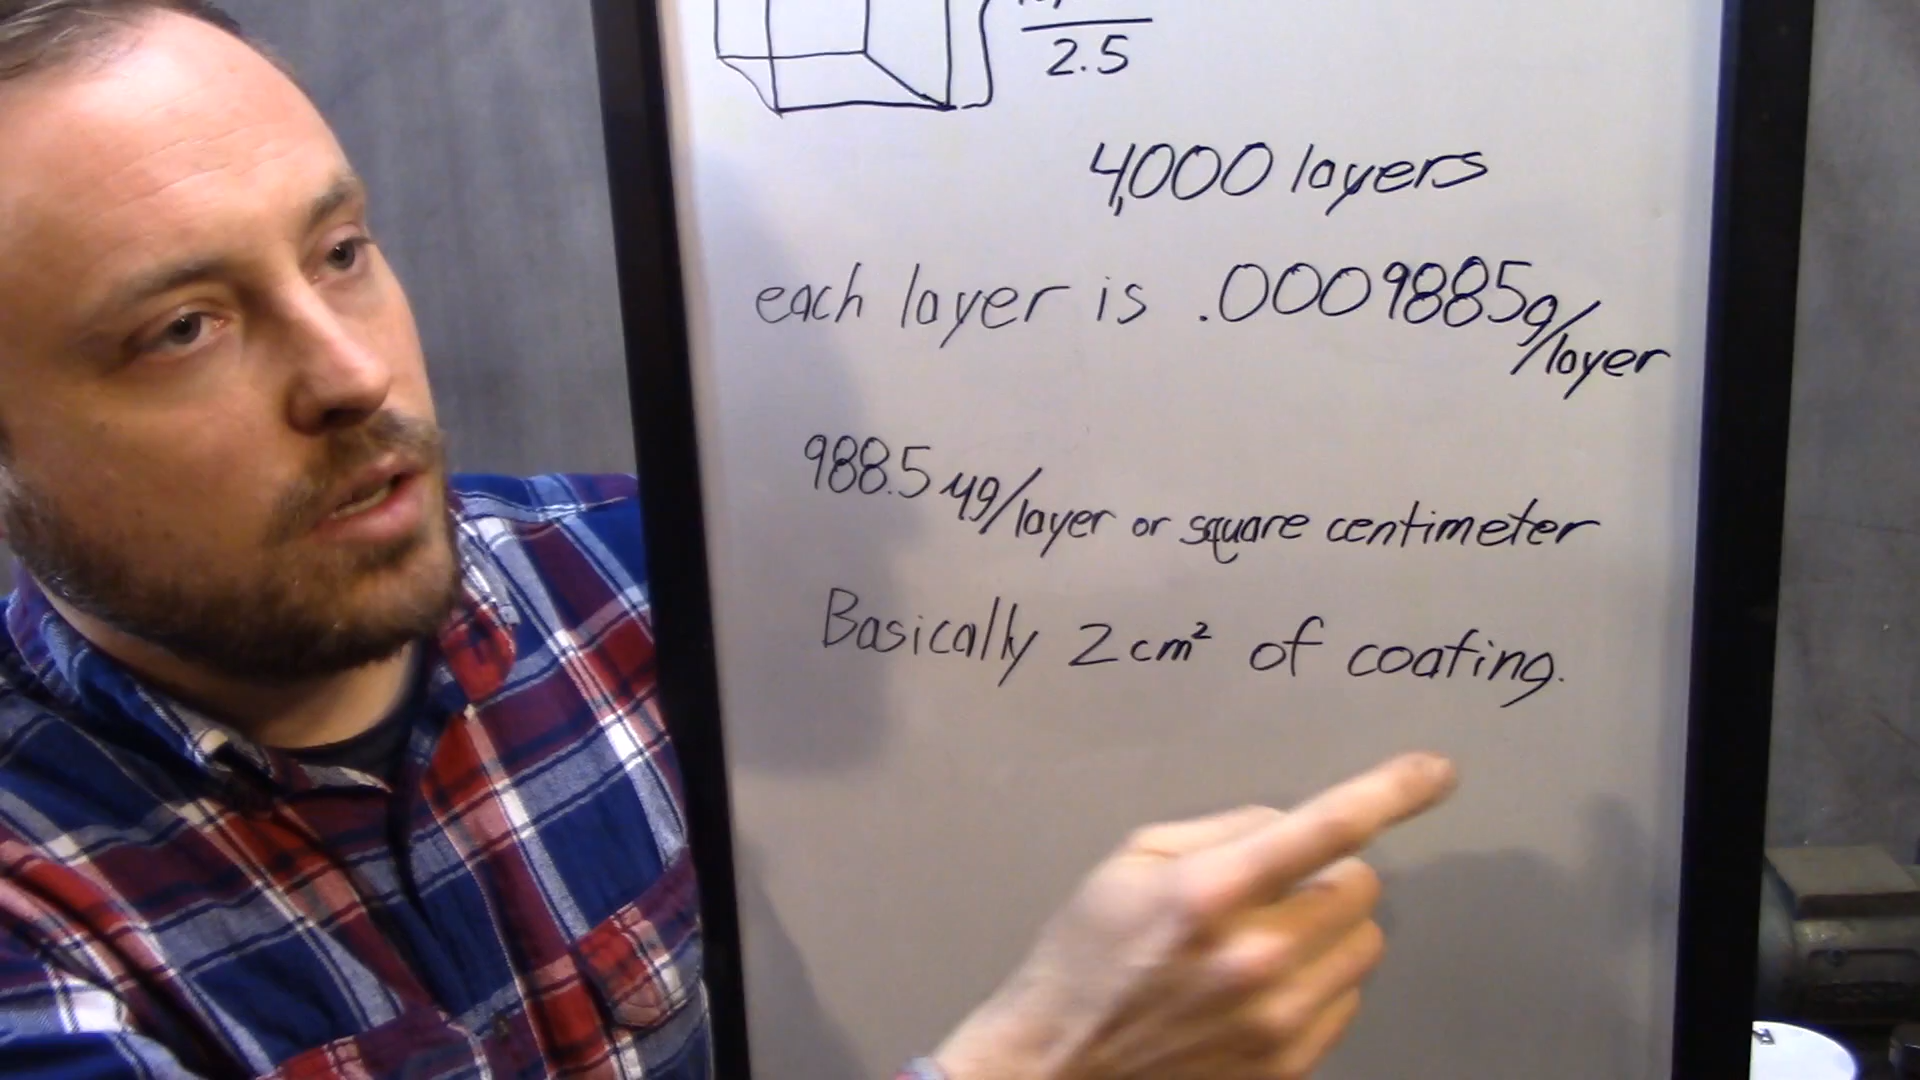 2.5
4,000 layers
each layer is .0009885g/layer
988.5 µg/layer or square centimeter
Basically 2cm² of coating.